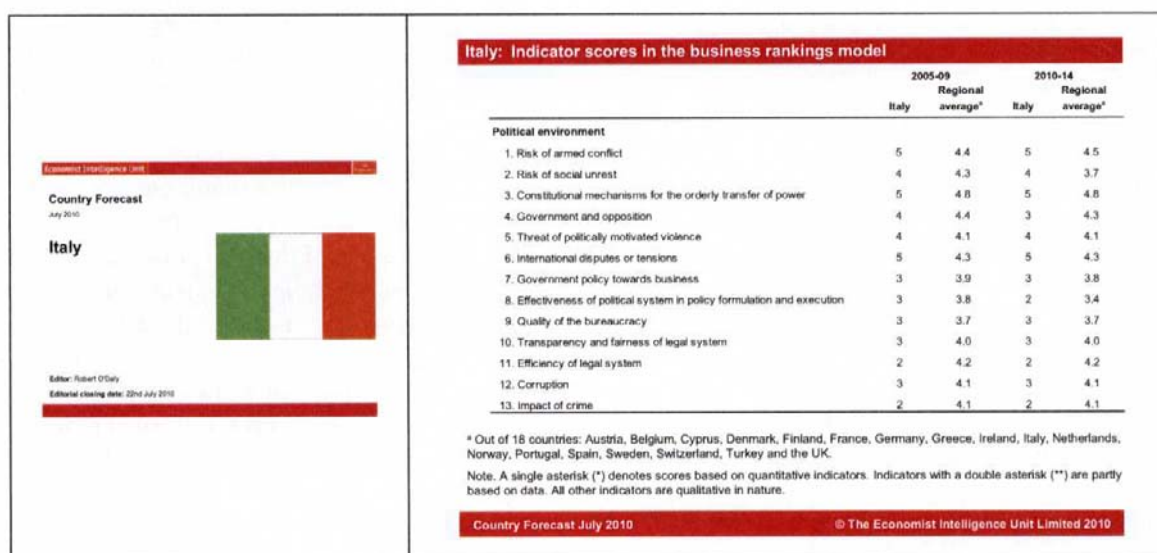 Economist Intelligence Unit
Country Forecast
July 2010
Italy
Editor: Robert O'Daly
Editorial closing date: 22nd July 2010
Italy: Indicator scores in the business rankings model
2005-09 2010-14
Regional Regional
Italy averageª Italy averageª
Political environment
1. Risk of armed conflict 5 4.4 5 4.5
2. Risk of social unrest 4 4.3 4 3.7
3. Constitutional mechanisms for the orderly transfer of power 5 4.8 5 4.8
4. Government and opposition 4 4.4 3 4.3
5. Threat of politically motivated violence 4 4.1 4 4.1
6. International disputes or tensions 5 4.3 5 4.3
7. Government policy towards business 3 3.9 3 3.8
8. Effectiveness of political system in policy formulation and execution 3 3.8 2 3.4
9. Quality of the bureaucracy 3 3.7 3 3.7
10. Transparency and fairness of legal system 3 4.0 3 4.0
11. Efficiency of legal system 2 4.2 2 4.2
12. Corruption 3 4.1 3 4.1
13. Impact of crime 2 4.1 2 4.1
ª Out of 18 countries: Austria, Belgium, Cyprus, Denmark, Finland, France, Germany, Greece, Ireland, Italy, Netherlands,
Norway, Portugal, Spain, Sweden, Switzerland, Turkey and the UK.
Note. A single asterisk (*) denotes scores based on quantitative indicators. Indicators with a double asterisk (**) are partly
based on data. All other indicators are qualitative in nature.
Country Forecast July 2010 © The Economist Intelligence Unit Limited 2010